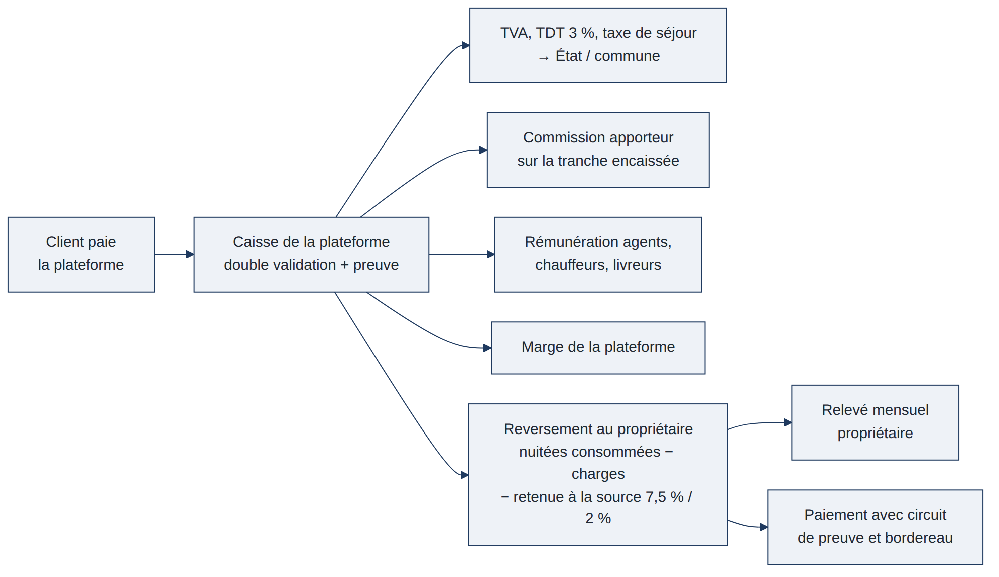 TVA, TDT 3 %, taxe de séjour
→ État / commune
Commission apporteur
sur la tranche encaissée
Client paie
la plateforme
Caisse de la plateforme
double validation + preuve
Rémunération agents,
chauffeurs, livreurs
Marge de la plateforme
Reversement au propriétaire
nuitées consommées −
charges
− retenue à la source 7,5 % /
2 %
Relevé mensuel
propriétaire
Paiement avec circuit
de preuve et bordereau